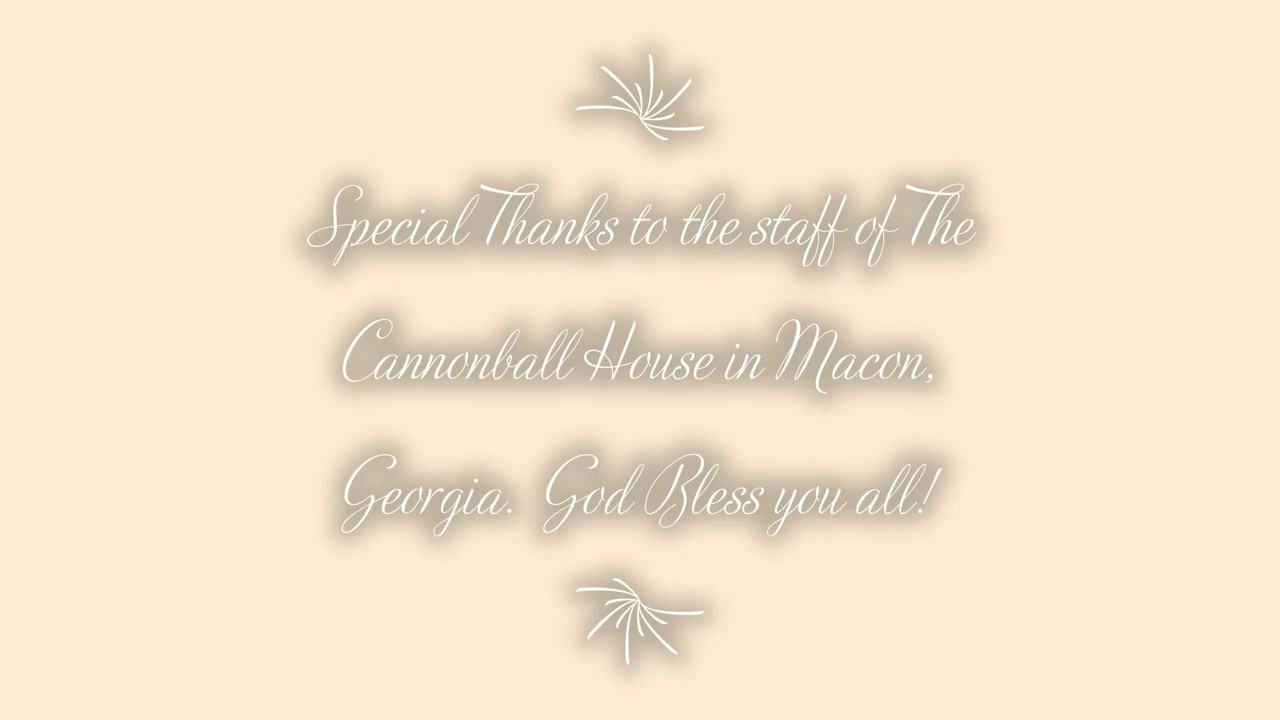 Special Thanks to the staff of The
Cannonball House in Macon,
Georgia. God Bless you all!